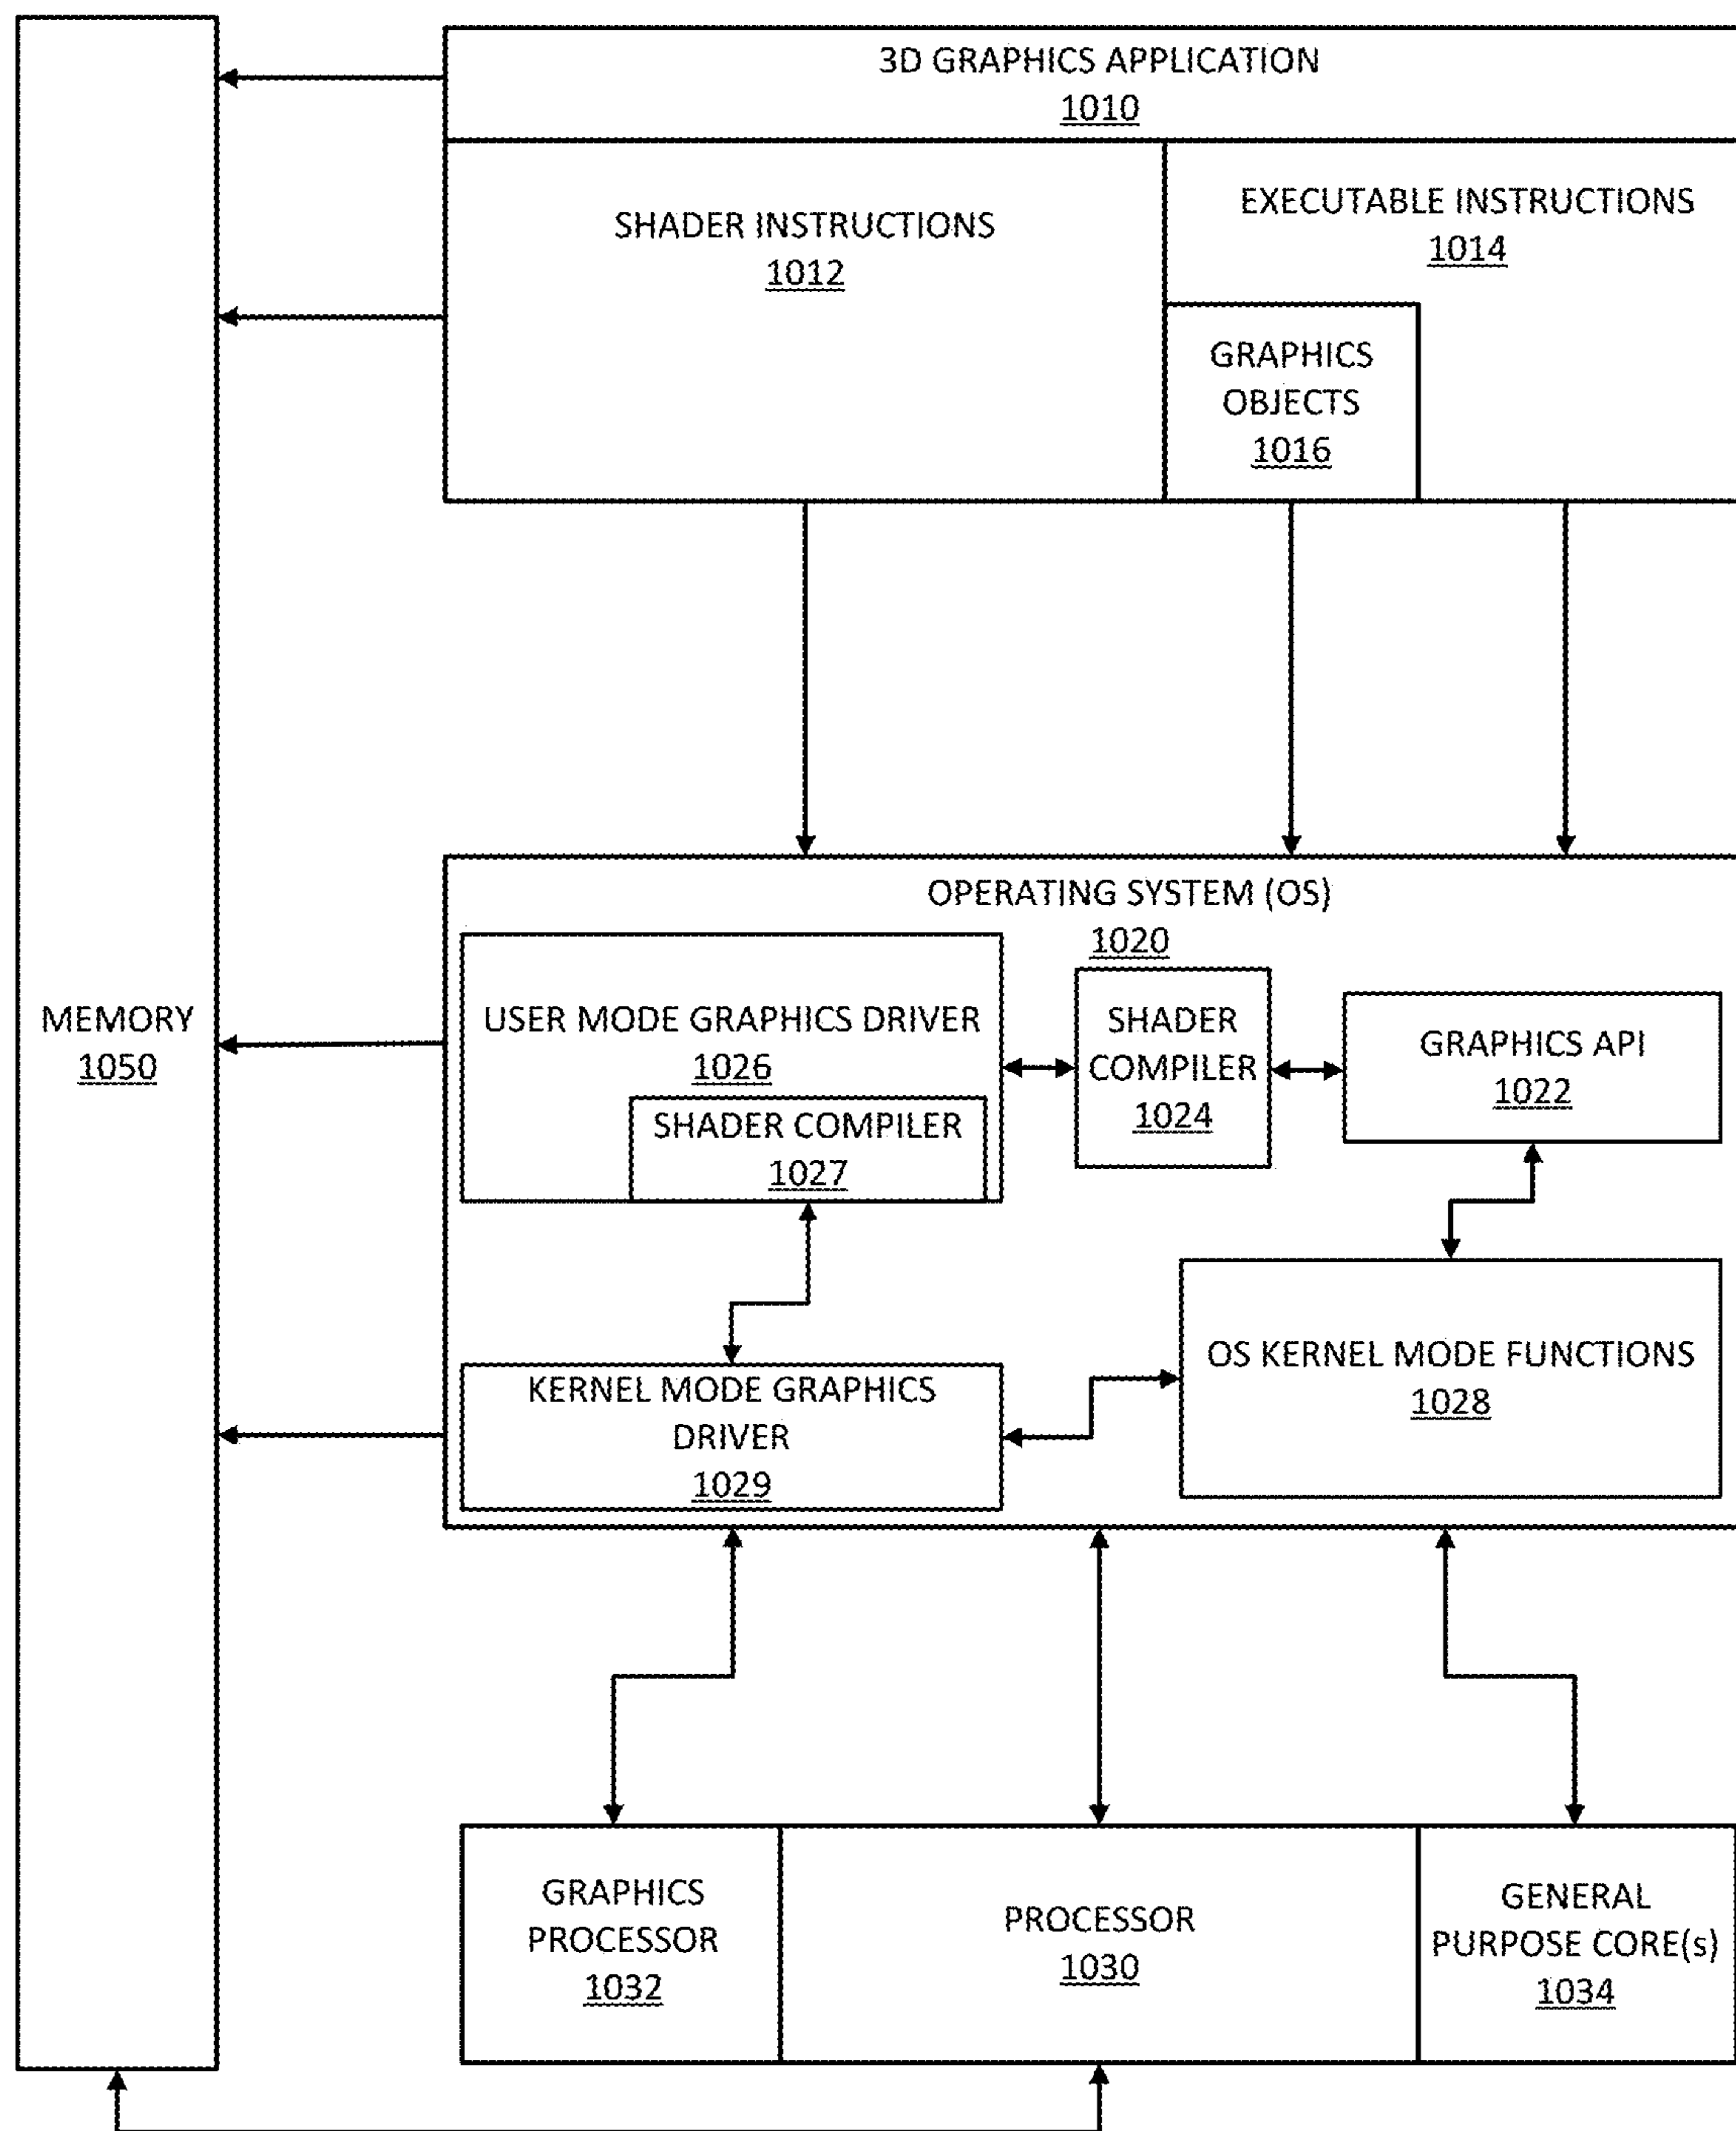 3D GRAPHICS APPLICATION
1010
SHADER INSTRUCTIONS
1012
EXECUTABLE INSTRUCTIONS
1014
GRAPHICS
OBJECTS
1016
MEMORY
1050
OPERATING SYSTEM (OS)
1020
USER MODE GRAPHICS DRIVER
1026
SHADER COMPILER
1027
SHADER
COMPILER
1024
GRAPHICS API
1022
KERNEL MODE GRAPHICS
DRIVER
1029
OS KERNEL MODE FUNCTIONS
1028
GRAPHICS
PROCESSOR
1032
PROCESSOR
1030
GENERAL
PURPOSE CORE(s)
1034